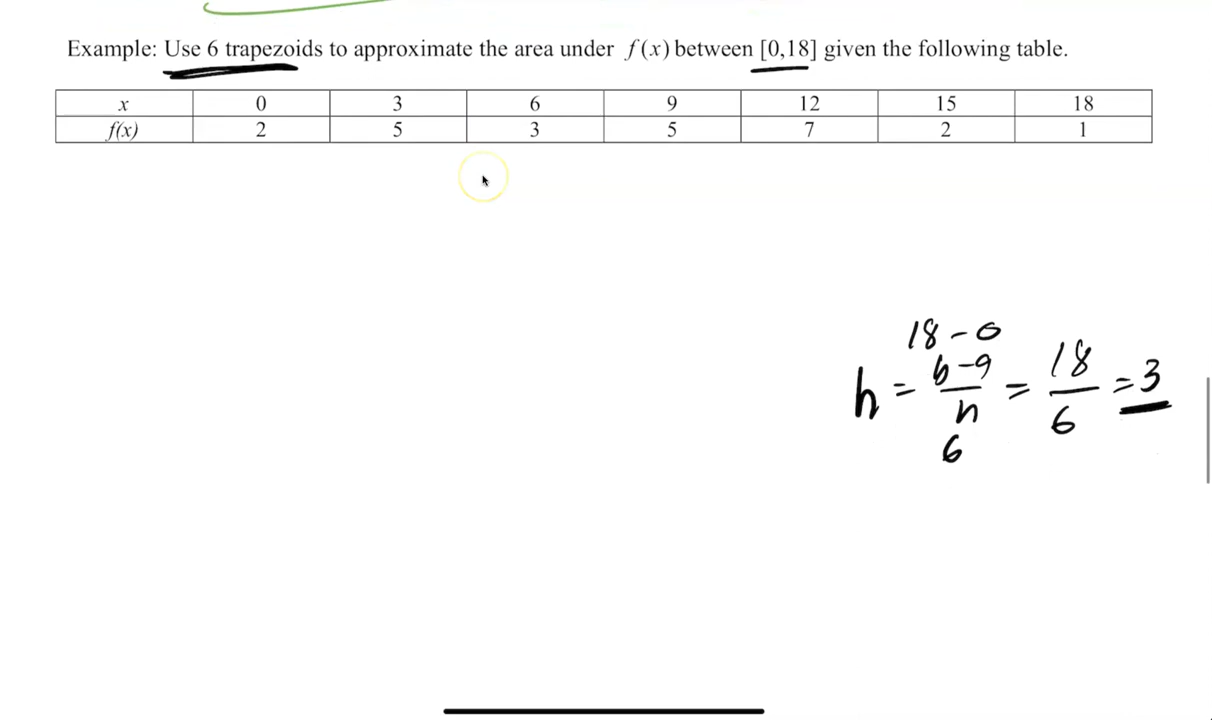 Example: Use 6 trapezoids to approximate the area under f(x) between [0,18] given the following table.
x 0 3 6 9 12 15 18
f(x) 2 5 3 5 7 2 1
18 - 0
h = b-a/n = 18/6 = 3
6